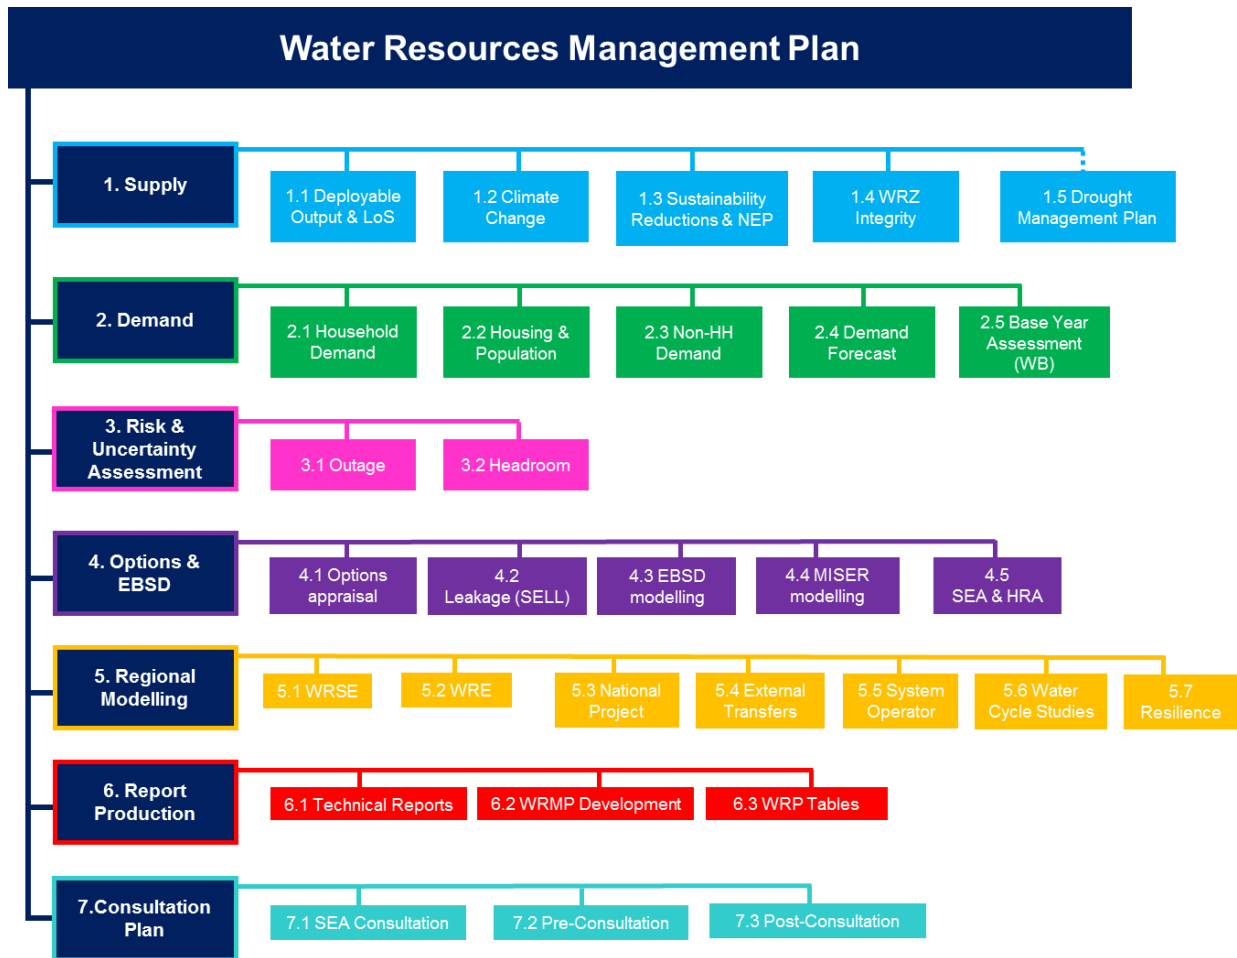 Water Resources Management Plan
1. Supply
1.1 Deployable
Output & LoS
1.2 Climate
Change
1.3 Sustainability
Reductions & NEP
1.4 WRZ
Integrity
1.5 Drought
Management Plan
2. Demand
2.1 Household
Demand
2.2 Housing &
Population
2.3 Non-HH
Demand
2.4 Demand
Forecast
2.5 Base Year
Assessment
(WB)
3. Risk &
Uncertainty
Assessment
3.1 Outage
3.2 Headroom
4. Options &
EBSD
4.1 Options
appraisal
4.2
Leakage (SELL)
4.3 EBSD
modelling
4.4 MISER
modelling
4.5
SEA & HRA
5. Regional
Modelling
5.1 WRSE
5.2 WRE
5.3 National
Project
5.4 External
Transfers
5.5 System
Operator
5.6 Water
Cycle Studies
5.7
Resilience
6. Report
Production
6.1 Technical Reports
6.2 WRMP Development
6.3 WRP Tables
7.Consultation
Plan
7.1 SEA Consultation
7.2 Pre-Consultation
7.3 Post-Consultation